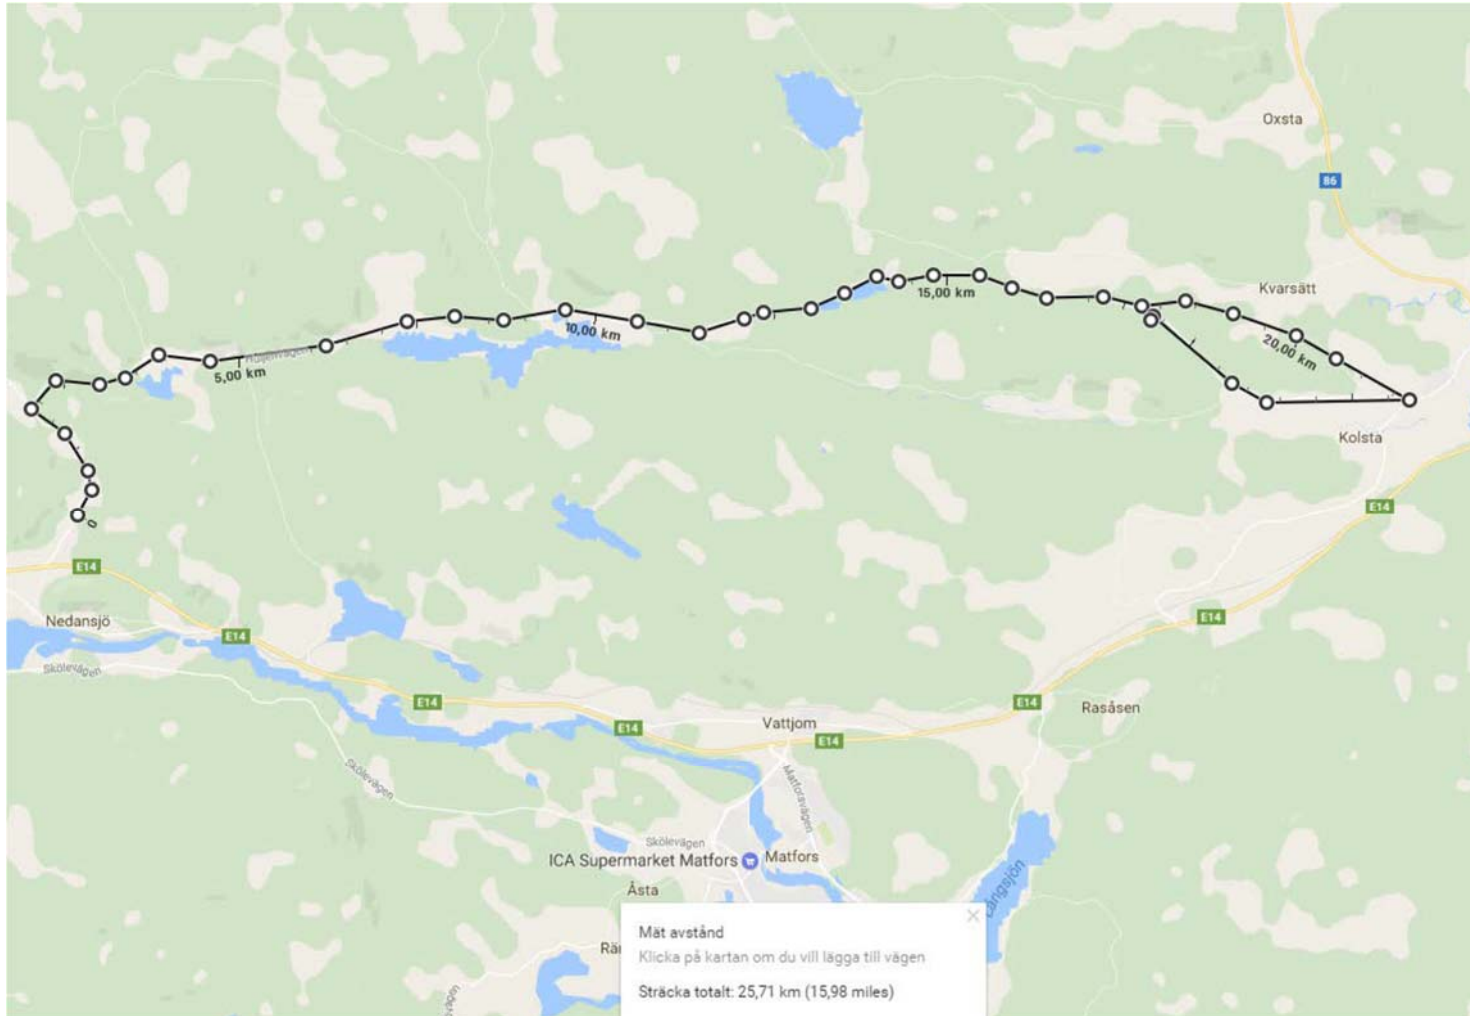 Oxsta
86
Kvarsätt
15,00 km
10,00 km
20,00 km
5,00 km
Kolsta
0
E14
E14
Nedansjö
E14
E14
Skölevägen
E14
E14
Rasåsen
Vattjom
E14
E14
Skölevägen
Matforsvägen
Skölevägen
ICA Supermarket Matfors
Matfors
Åsta
Långsjön
Mät avstånd
Klicka på kartan om du vill lägga till vägen
Sträcka totalt: 25,71 km (15,98 miles)